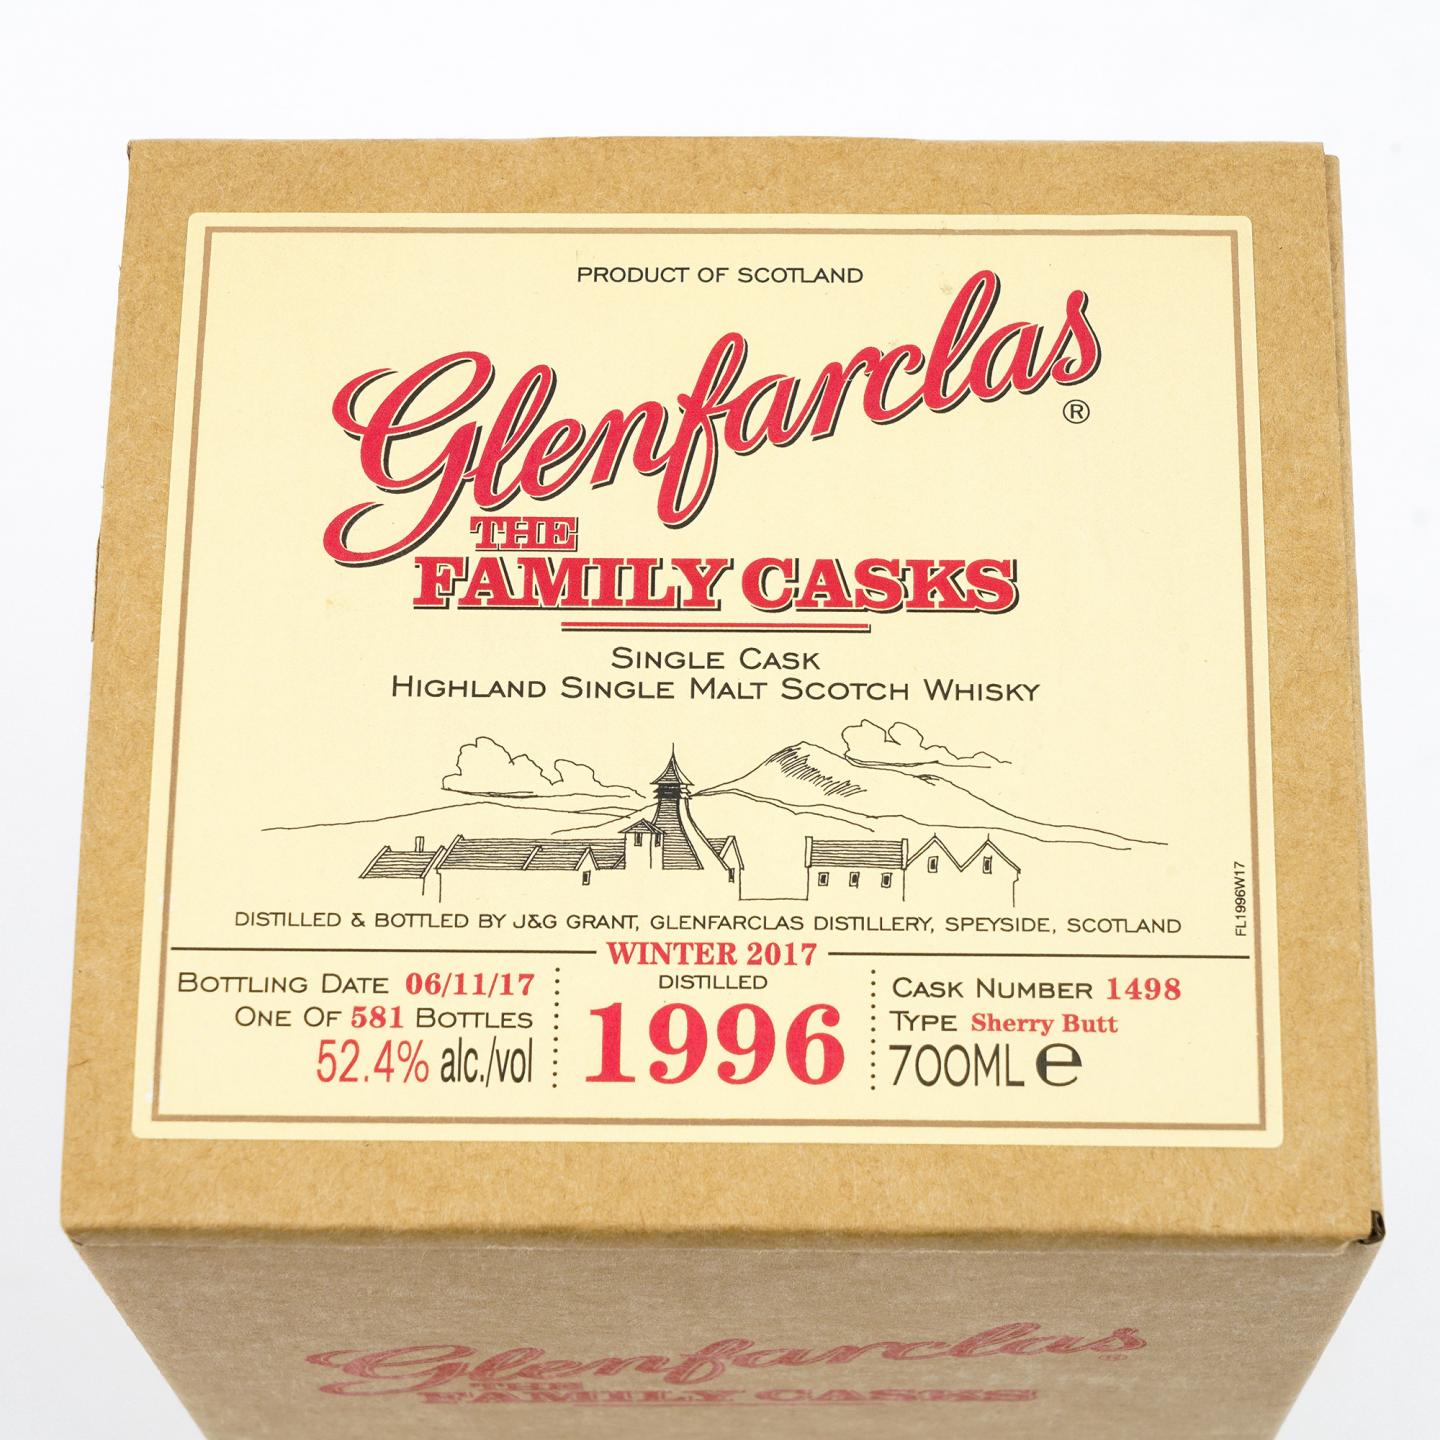 PRODUCT OF SCOTLAND
Glenfarclas
®
THE
FAMILY CASKS
SINGLE CASK
HIGHLAND SINGLE MALT SCOTCH WHISKY
DISTILLED & BOTTLED BY J&G GRANT, GLENFARCLAS DISTILLERY, SPEYSIDE, SCOTLAND
FL1996W17
WINTER 2017
BOTTLING DATE 06/11/17
ONE OF 581 BOTTLES
52.4% alc./vol
DISTILLED
1996
CASK NUMBER 1498
TYPE Sherry Butt
700ML e
Glenfarclas
®
THE
FAMILY CASKS